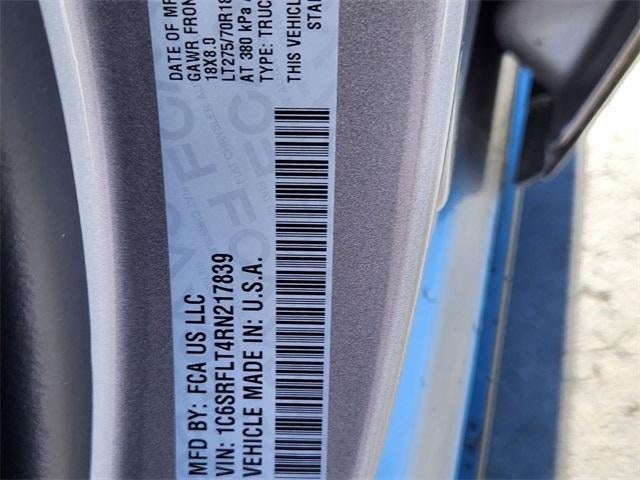 MFD BY: FCA US LLC
DATE OF MF
GAWR FRON
18X8.0
VIN: 1C6SRFLT4RN217839
LT275/70R18
AT 380 kPa
VEHICLE MADE IN: U.S.A.
TYPE: TRUC
THIS VEHICLE
STA